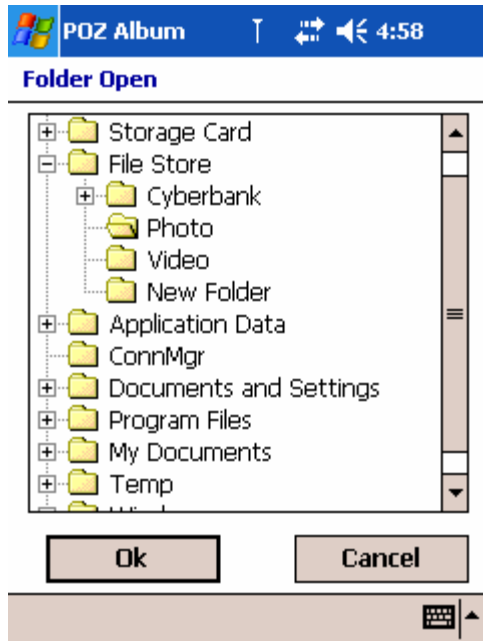 POZ Album 4:58
Folder Open
Storage Card
File Store
Cyberbank
Photo
Video
New Folder
Application Data
ConnMgr
Documents and Settings
Program Files
My Documents
Temp
Ok Cancel